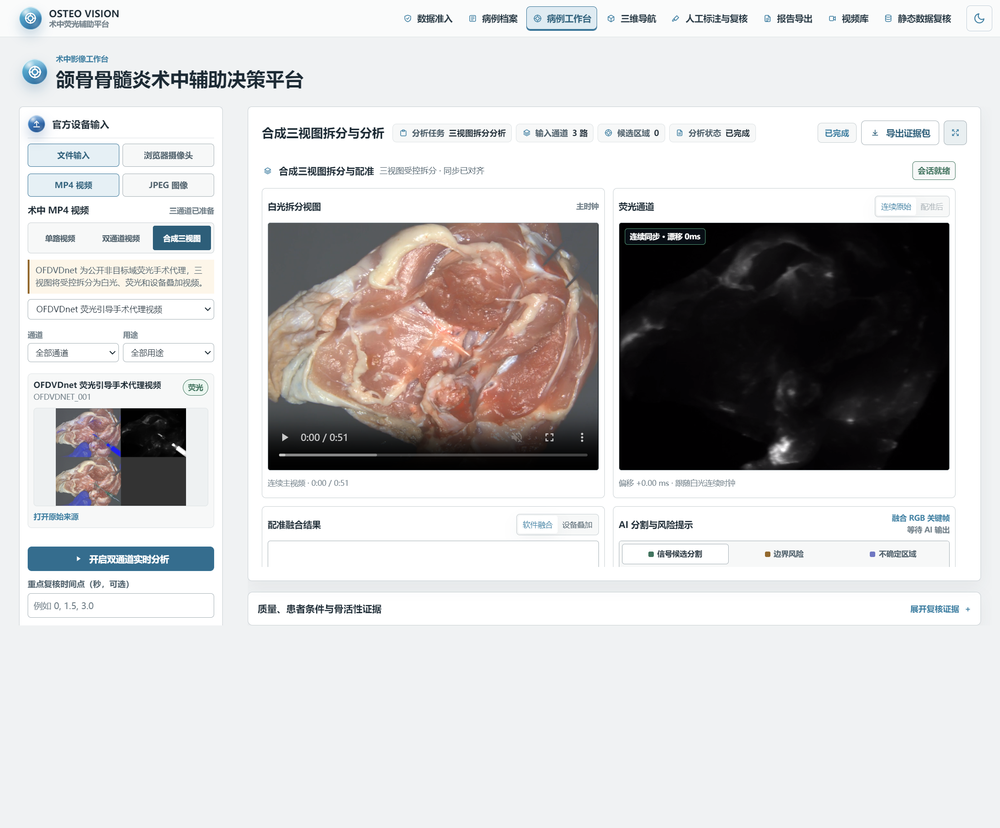 OSTEO VISION
术中荧光辅助平台
数据准入
病例档案
病例工作台
三维导航
人工标注与复核
报告导出
视频库
静态数据复核
术中影像工作台
颌骨骨髓炎术中辅助决策平台
官方设备输入
文件输入
浏览器摄像头
MP4 视频
JPEG 图像
术中 MP4 视频
三通道已准备
单路视频
双通道视频
合成三视图
OFDVDnet 为公开非目标域荧光手术代理，三
视图将受控拆分为白光、荧光和设备叠加视频。
OFDVDnet 荧光引导手术代理视频
通道
用途
全部通道
全部用途
OFDVDnet 荧光引导手术代理视频
荧光
OFDVDNET_001
打开原始来源
开启双通道实时分析
重点复核时间点（秒，可选）
例如 0, 1.5, 3.0
合成三视图拆分与分析
分析任务 三视图拆分分析
输入通道 3 路
候选区域 0
分析状态 已完成
已完成
导出证据包
合成三视图拆分与配准 三视图受控拆分 · 同步已对齐
会话就绪
白光拆分视图
主时钟
0:00 / 0:51
连续主视频 · 0:00 / 0:51
荧光通道
连续原始
配准后
连续同步 • 漂移 0ms
偏移 +0.00 ms · 跟随白光连续时钟
配准融合结果
软件融合
设备叠加
AI 分割与风险提示
融合 RGB 关键帧
等待 AI 输出
信号候选分割
边界风险
不确定区域
质量、患者条件与骨活性证据
展开复核证据 +